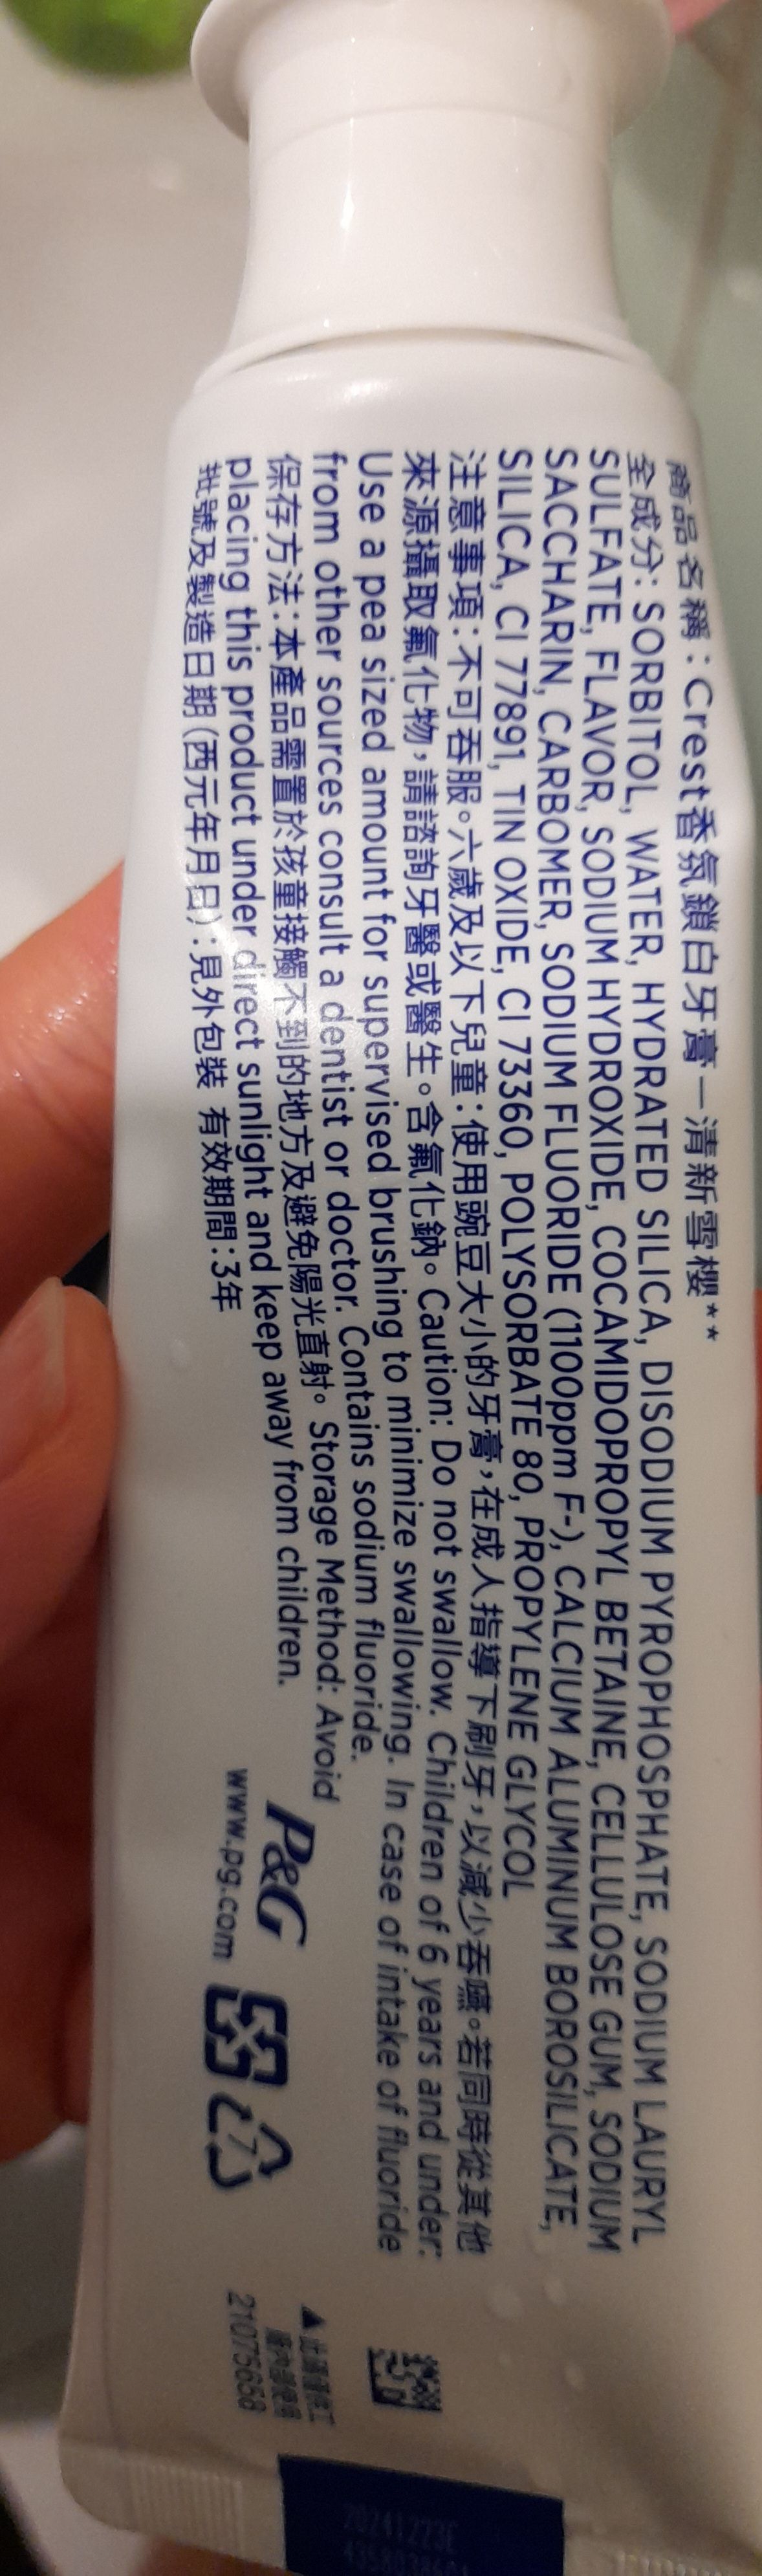 商品名稱：Crest香氛鎖白牙膏－清新雪櫻**
全成分：SORBITOL, WATER, HYDRATED SILICA, DISODIUM PYROPHOSPHATE, SODIUM LAURYL
SULFATE, FLAVOR, SODIUM HYDROXIDE, COCAMIDOPROPYL BETAINE, CELLULOSE GUM, SODIUM
SACCHARIN, CARBOMER, SODIUM FLUORIDE (1100ppm F-), CALCIUM ALUMINUM BOROSILICATE,
SILICA, CI 77891, TIN OXIDE, CI 73360, POLYSORBATE 80, PROPYLENE GLYCOL
注意事項：不可吞服。六歲及以下兒童：使用豌豆大小的牙膏，在成人指導下刷牙，以減少吞嚥。若同時從其他
來源攝取氟化物，請諮詢牙醫或醫生。含氟化鈉。Caution: Do not swallow. Children of 6 years and under:
Use a pea sized amount for supervised brushing to minimize swallowing. In case of intake of fluoride
from other sources consult a dentist or doctor. Contains sodium fluoride.
保存方法：本產品需置於孩童接觸不到的地方及避免陽光直射。Storage Method: Avoid
placing this product under direct sunlight and keep away from children.
批號及製造日期 (西元年月日)：見外包裝 有效期間：3年
P&G
www.pg.com
7
21075658